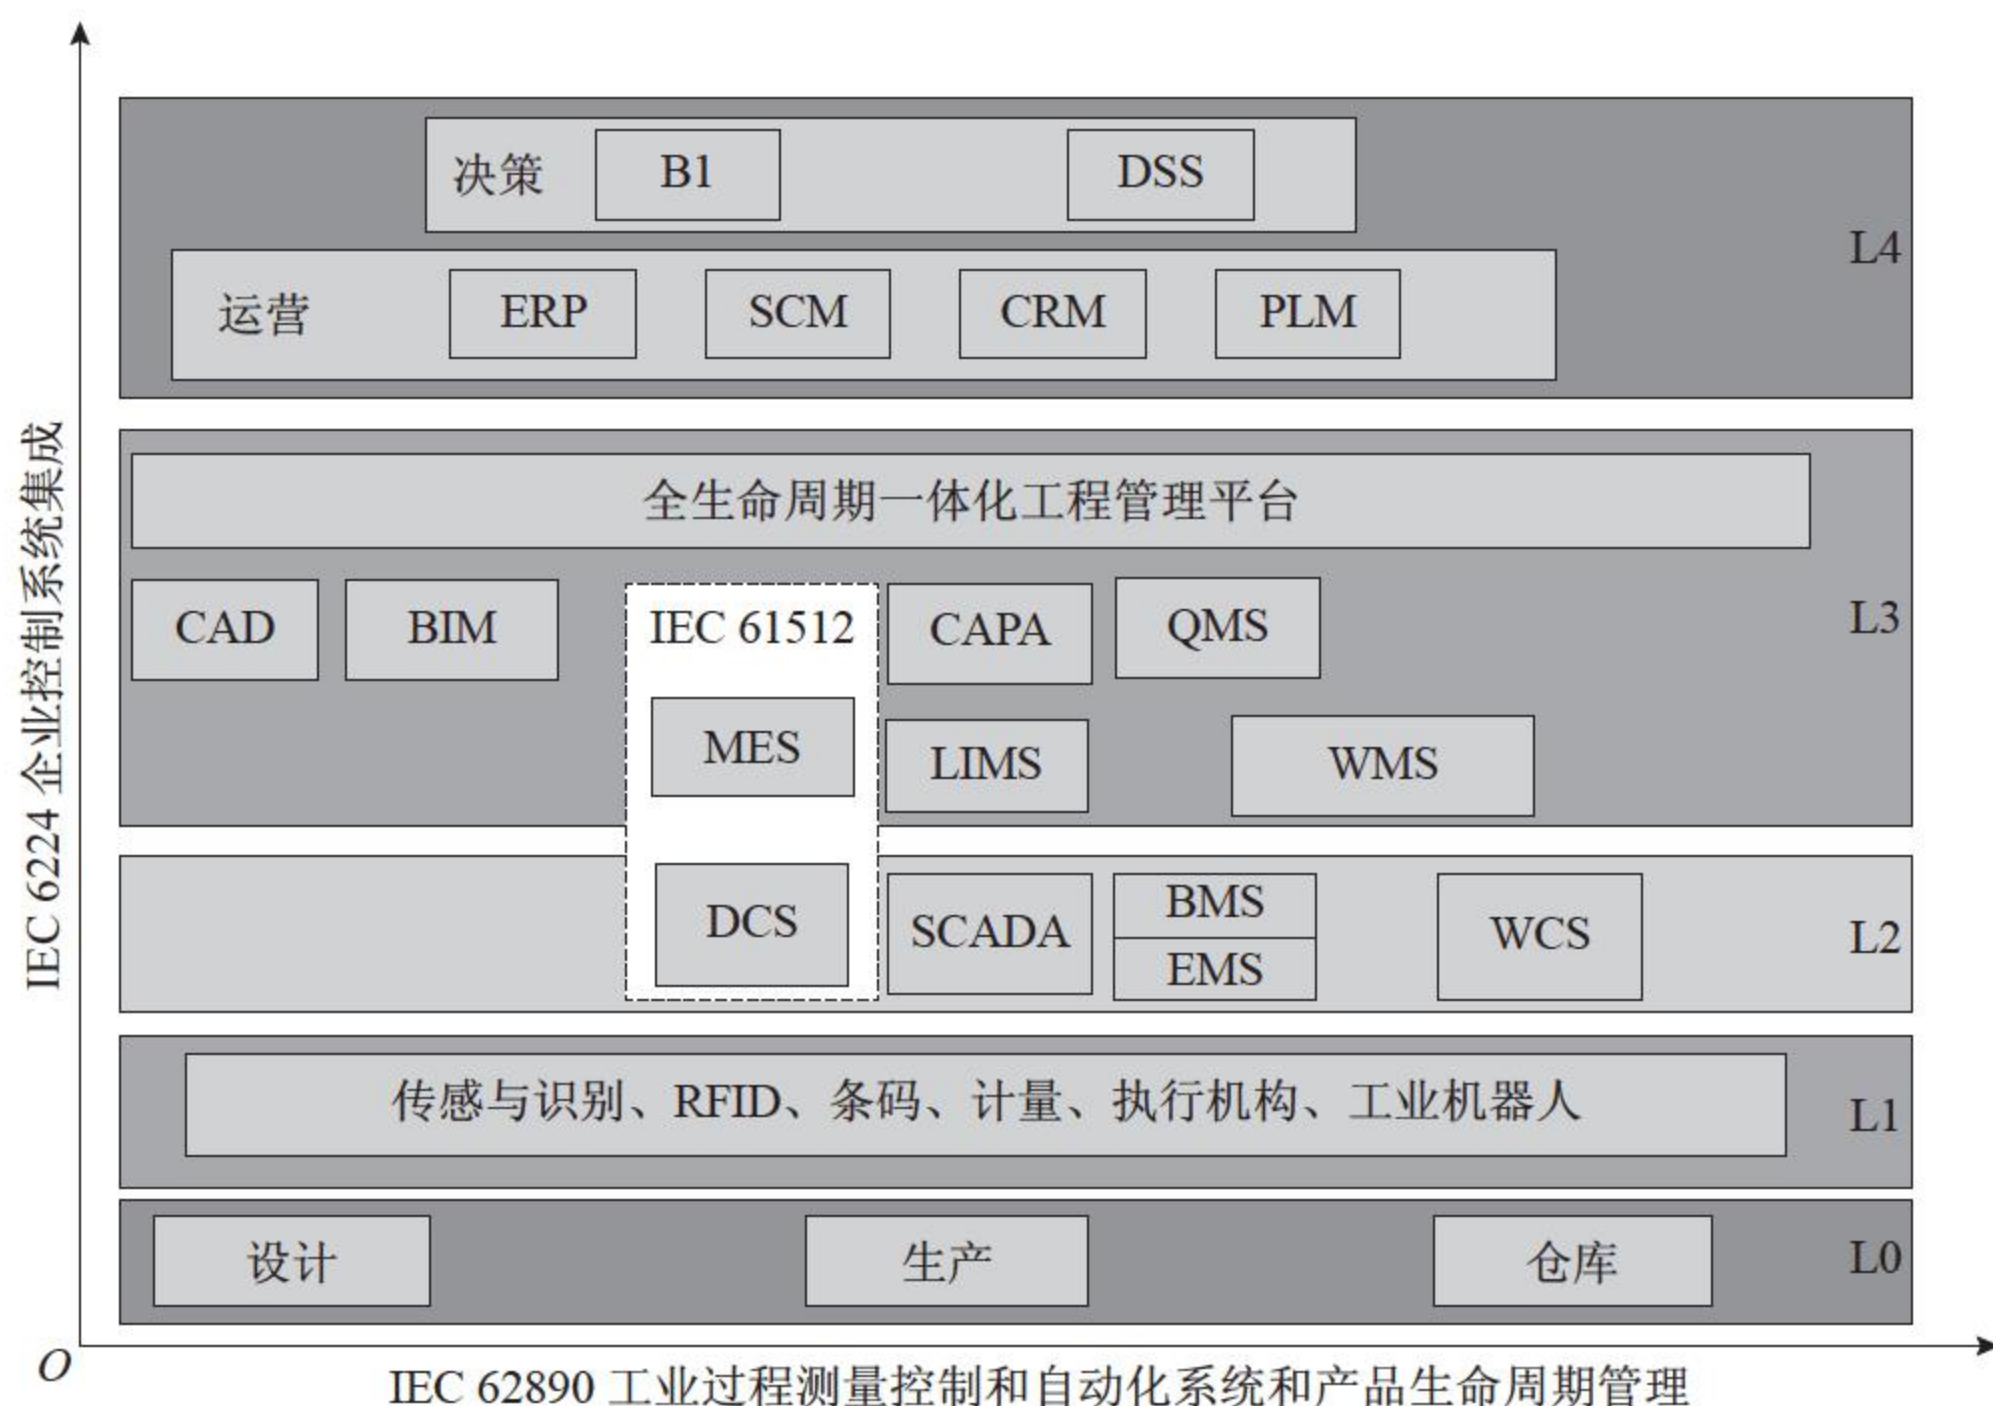 决策
B1
DSS
L4
运营
ERP
SCM
CRM
PLM
全生命周期一体化工程管理平台
CAD
BIM
IEC 61512
CAPA
QMS
L3
MES
LIMS
WMS
DCS
SCADA
BMS
EMS
WCS
L2
传感与识别、RFID、条码、计量、执行机构、工业机器人
L1
设计
生产
仓库
L0
IEC 6224 企业控制系统集成
O
IEC 62890 工业过程测量控制和自动化系统和产品生命周期管理